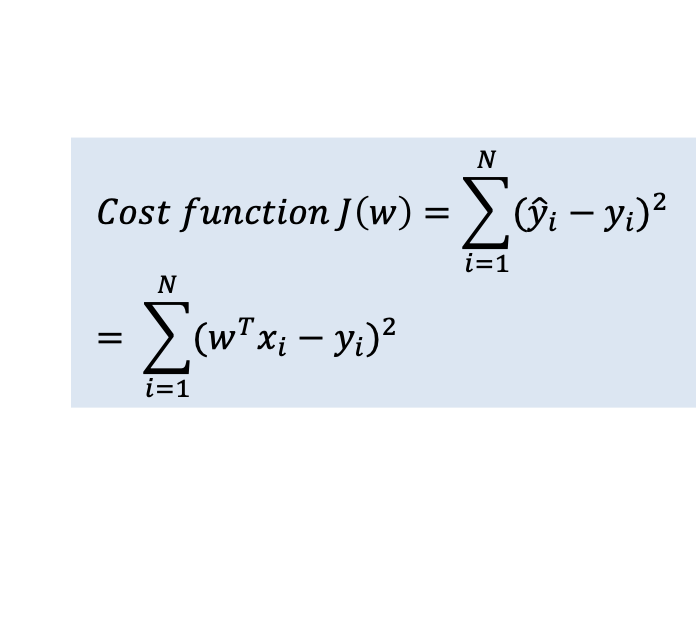 Cost function J(w) = ∑_{i=1}^{N} (ŷ_i − y_i)²
= ∑_{i=1}^{N} (w^T x_i − y_i)²